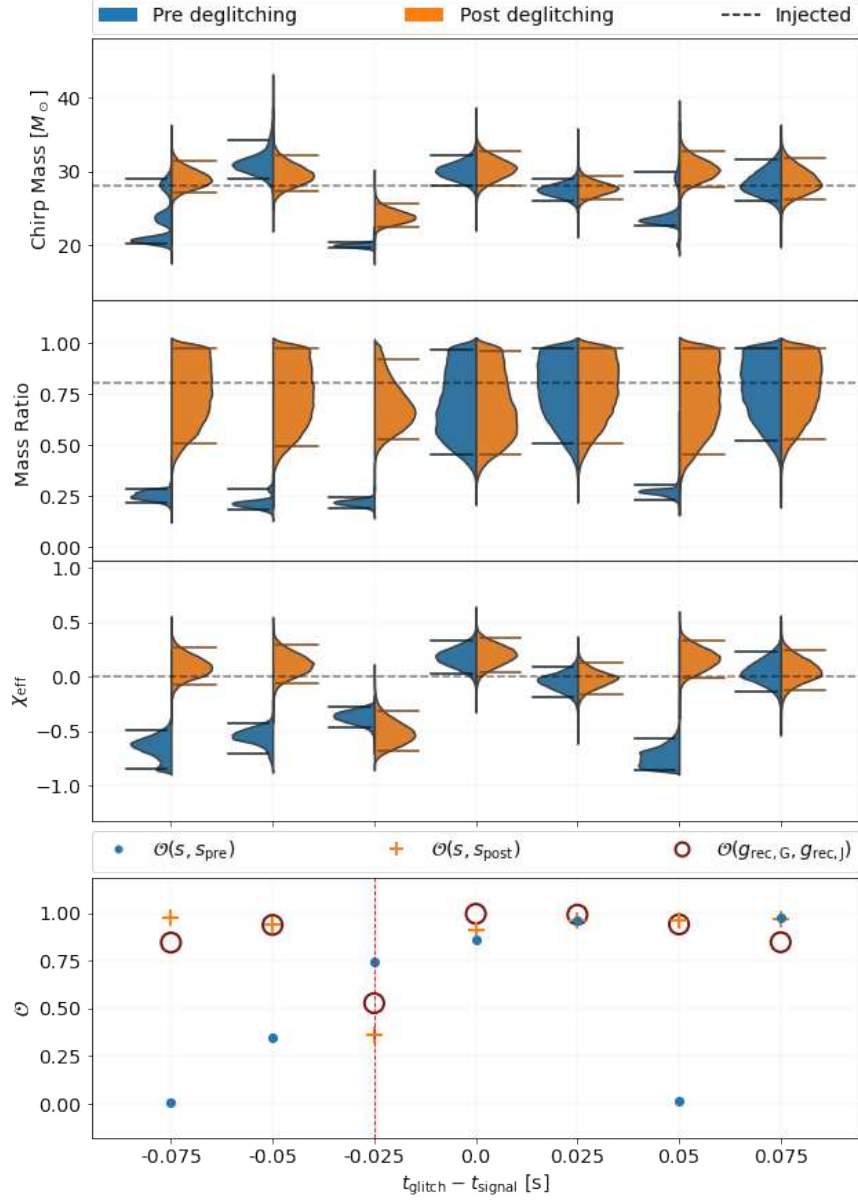 Pre deglitching Post deglitching Injected
Chirp Mass [M⊙]
40
30
20
Mass Ratio
1.00
0.75
0.50
0.25
0.00
χeff
1.0
0.5
0.0
−0.5
−1.0
𝒪(s, spre) 𝒪(s, spost) 𝒪(grec, G, grec, J)
𝒪
1.00
0.75
0.50
0.25
0.00
-0.075 -0.05 -0.025 0.0 0.025 0.05 0.075
tglitch − tsignal [s]